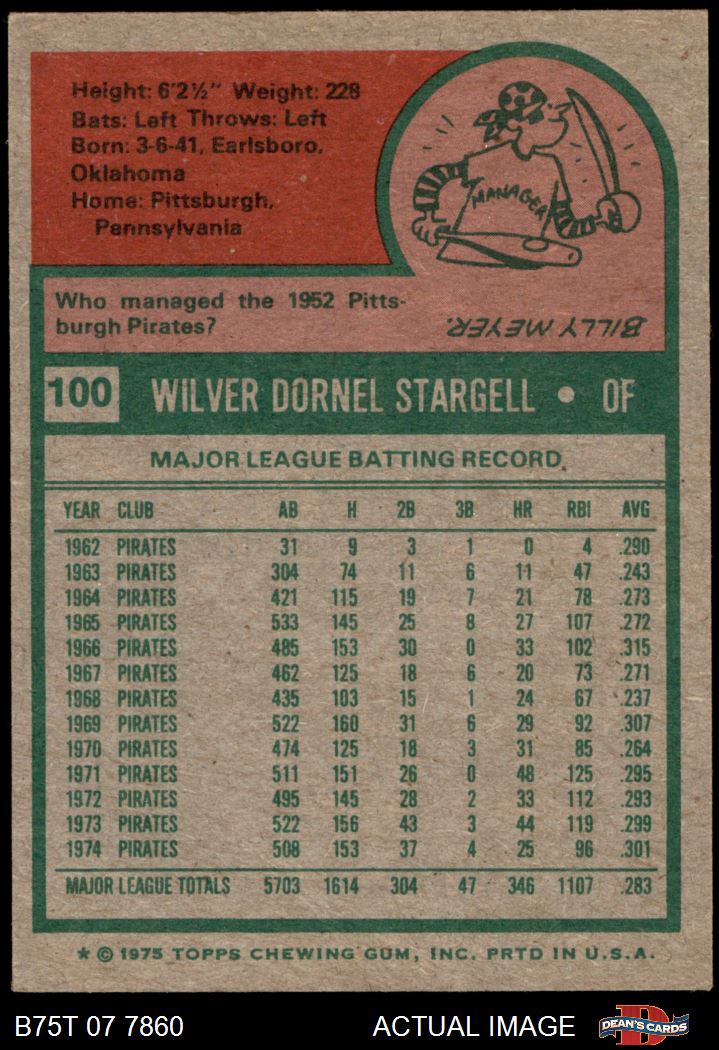 Height: 6'2½" Weight: 228
Bats: Left Throws: Left
Born: 3-6-41, Earlsboro,
Oklahoma
Home: Pittsburgh,
Pennsylvania
MANAGER
Who managed the 1952 Pitts-
burgh Pirates?
BILLY MEYER.
100 WILVER DORNEL STARGELL • OF
MAJOR LEAGUE BATTING RECORD
YEAR CLUB AB H 2B 3B HR RBI AVG
1962 PIRATES 31 9 3 1 0 4 .290
1963 PIRATES 304 74 11 6 11 47 .243
1964 PIRATES 421 115 19 7 21 78 .273
1965 PIRATES 533 145 25 8 27 107 .272
1966 PIRATES 485 153 30 0 33 102 .315
1967 PIRATES 462 125 18 6 20 73 .271
1968 PIRATES 435 103 15 1 24 67 .237
1969 PIRATES 522 160 31 6 29 92 .307
1970 PIRATES 474 125 18 3 31 85 .264
1971 PIRATES 511 151 26 0 48 125 .295
1972 PIRATES 495 145 28 2 33 112 .293
1973 PIRATES 522 156 43 3 44 119 .299
1974 PIRATES 508 153 37 4 25 96 .301
MAJOR LEAGUE TOTALS 5703 1614 304 47 346 1107 .283
* © 1975 TOPPS CHEWING GUM, INC. PRTD IN U.S.A.
B75T 07 7860 ACTUAL IMAGE
D
DEAN'S CARDS